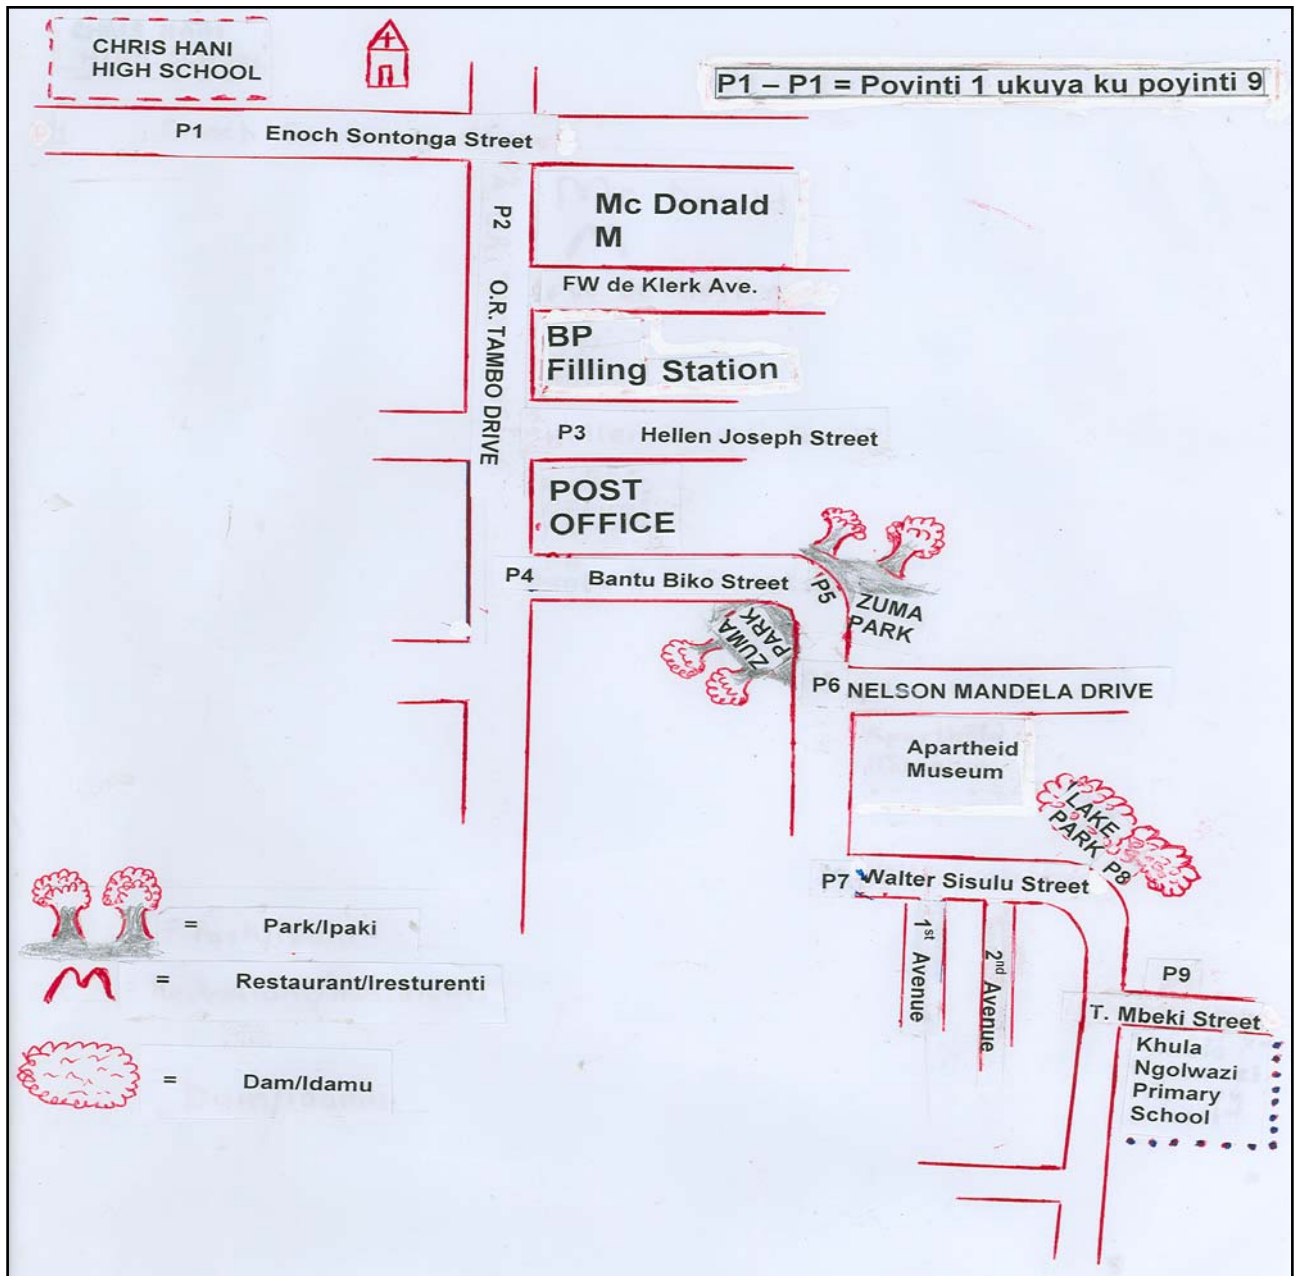 CHRIS HANI
HIGH SCHOOL
P1 – P1 = Povinti 1 ukuya ku poyinti 9
P1 Enoch Sontonga Street
P2
Mc Donald
M
FW de Klerk Ave.
O.R. TAMBO DRIVE
BP
Filling Station
P3 Hellen Joseph Street
POST
OFFICE
P4 Bantu Biko Street
P5
ZUMA
PARK
ZUMA
PARK
P6 NELSON MANDELA DRIVE
Apartheid
Museum
LAKE
PARK P8
P7 Walter Sisulu Street
1st Avenue
2nd Avenue
= Park/Ipaki
= Restaurant/Iresturenti
= Dam/Idamu
P9
T. Mbeki Street
Khula
Ngolwazi
Primary
School